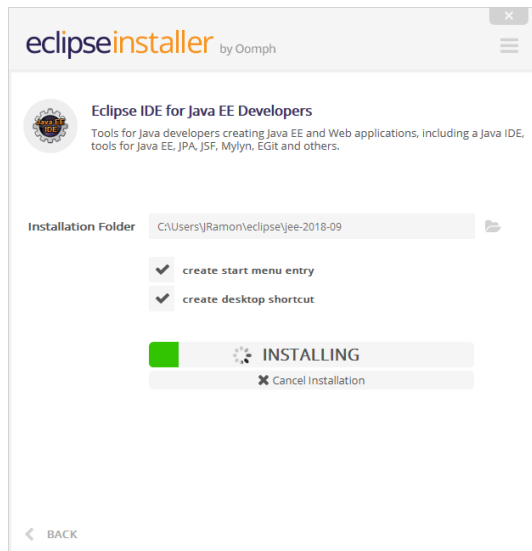 eclipseinstaller by Oomph
Java EE
IDE
Eclipse IDE for Java EE Developers
Tools for Java developers creating Java EE and Web applications, including a Java IDE,
tools for Java EE, JPA, JSF, Mylyn, EGit and others.
Installation Folder C:\Users\JRamon\eclipse\jee-2018-09
create start menu entry
create desktop shortcut
INSTALLING
Cancel Installation
BACK